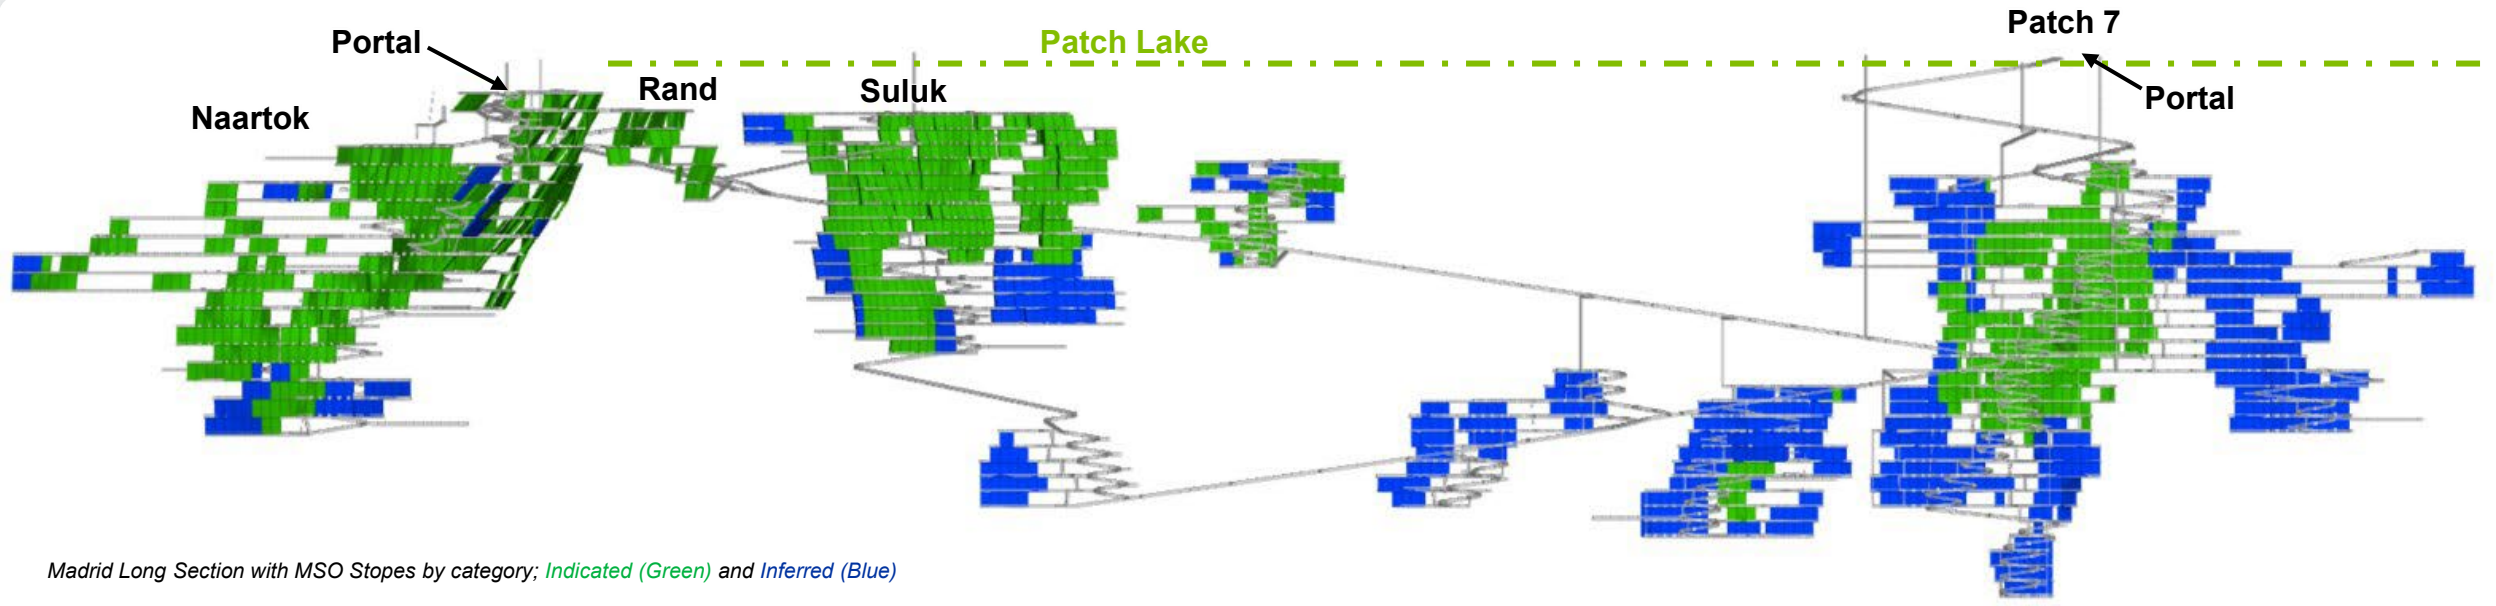 Patch 7
Portal
Patch Lake
Rand
Suluk
Portal
Naartok
Madrid Long Section with MSO Stopes by category; Indicated (Green) and Inferred (Blue)